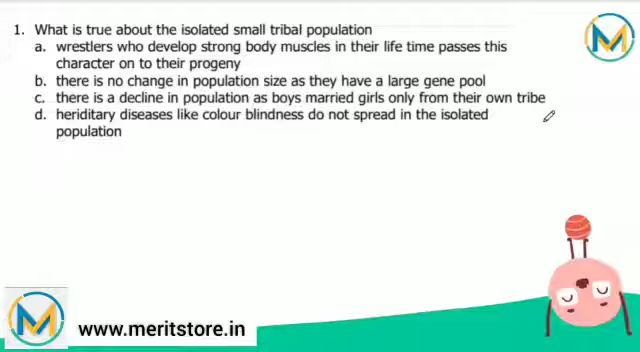 1. What is true about the isolated small tribal population
a. wrestlers who develop strong body muscles in their life time passes this
character on to their progeny
b. there is no change in population size as they have a large gene pool
c. there is a decline in population as boys married girls only from their own tribe
d. heriditary diseases like colour blindness do not spread in the isolated
population
www.meritstore.in